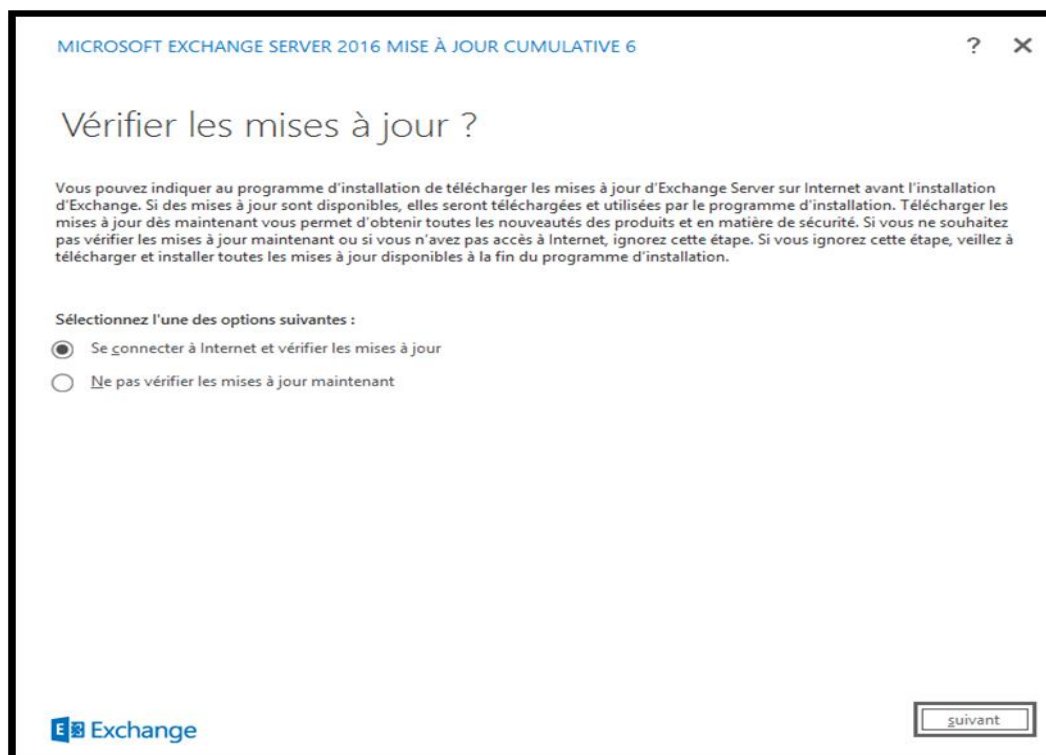 MICROSOFT EXCHANGE SERVER 2016 MISE À JOUR CUMULATIVE 6
? ✕
Vérifier les mises à jour ?
Vous pouvez indiquer au programme d'installation de télécharger les mises à jour d'Exchange Server sur Internet avant l'installation
d'Exchange. Si des mises à jour sont disponibles, elles seront téléchargées et utilisées par le programme d'installation. Télécharger les
mises à jour dès maintenant vous permet d'obtenir toutes les nouveautés des produits et en matière de sécurité. Si vous ne souhaitez
pas vérifier les mises à jour maintenant ou si vous n'avez pas accès à Internet, ignorez cette étape. Si vous ignorez cette étape, veillez à
télécharger et installer toutes les mises à jour disponibles à la fin du programme d'installation.
Sélectionnez l'une des options suivantes :
Se connecter à Internet et vérifier les mises à jour
Ne pas vérifier les mises à jour maintenant
Exchange
suivant